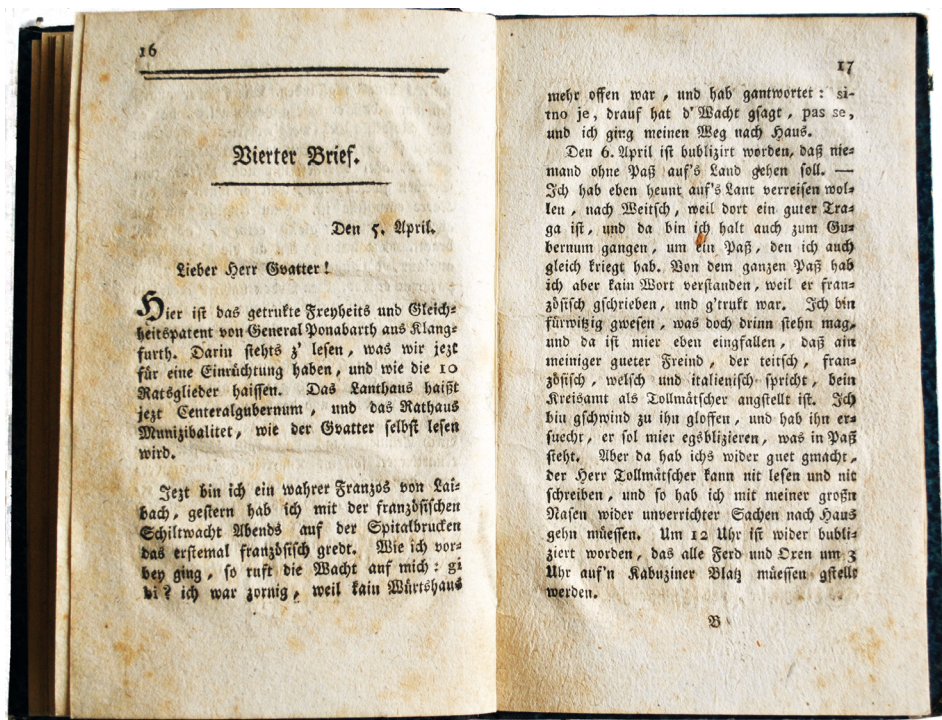 16
Vierter Brief.
Den 5. April.
Lieber Herr Gvatter!
Hier ist das getrukte Freyheits und Gleich-
heitspatent von General Ponabarth aus Klang-
furth. Darin stehts z' lesen, was wir jezt
für eine Einrüchtung haben, und wie die 10
Ratsglieder haissen. Das Lanthaus haißt
jezt Centeralgubernum, und das Rathaus
Munizibalitet, wie der Gvatter selbst lesen
wird.
Jezt bin ich ein wahrer Franzos von Lai-
bach, gestern hab ich mit der französischen
Schiltwacht Abends auf der Spitalbrucken
das erstemal französisch gredt. Wie ich vor-
bey ging, so ruft die Wacht auf mich: gi
vi? ich war zornig, weil kain Würtshaus
17
mehr offen war, und hab gantwortet: si-
tno je, drauf hat d' Wacht gsagt, pas se,
und ich ging meinen Weg nach Haus.
Den 6. April ist bublizirt worden, daß nie-
mand ohne Paß auf's Land gehen soll. —
Ich hab eben heunt auf's Lant verreisen wol-
len, nach Weitsch, weil dort ein guter Tra-
ga ist, und da bin ich halt auch zum Gu-
bernum gangen, um ein Paß, den ich auch
gleich kriegt hab. Von dem ganzen Paß hab
ich aber kain Wort verstanden, weil er fran-
zösisch gschrieben, und g'trukt war. Ich bin
fürwitzig gwesen, was doch drinn stehn mag,
und da ist mier eben eingfallen, daß ain
meiniger gueter Freind, der teitsch, fran-
zösisch, welsch und italienisch spricht, bein
Kreisamt als Tollmätscher angstellt ist. Ich
bin gschwind zu ihn gloffen, und hab ihn er-
suecht, er sol mier egsblizieren, was in Paß
steht. Aber da hab ichs wider guet gmacht,
der Herr Tollmätscher kann nit lesen und nit
schreiben, und so hab ich mit meiner großn
Nasen wider unverrichter Sachen nach Haus
gehn müessen. Um 12 Uhr ist wider bubli-
ziert worden, das alle Ferd und Oxen um 3
Uhr auf'n Kabuziner Blatz müessen gstellt
werden.
B